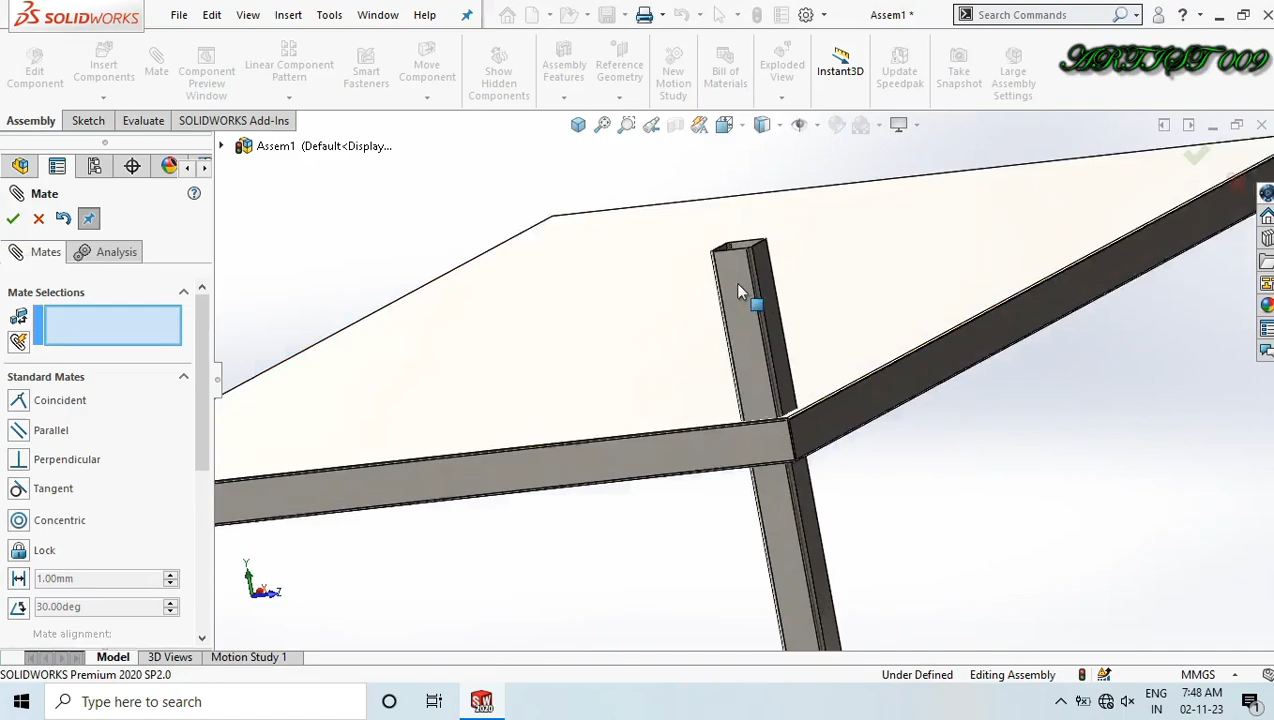 SOLIDWORKS
File
Edit
View
Insert
Tools
Window
Help
Assem1 *
Search Commands
?
ARTIST 009
Edit Component
Insert Components
Mate
Component Preview Window
Linear Component Pattern
Smart Fasteners
Move Component
Show Hidden Components
Assembly Features
Reference Geometry
New Motion Study
Bill of Materials
Exploded View
Instant3D
Update Speedpak
Take Snapshot
Large Assembly Settings
Assembly
Sketch
Evaluate
SOLIDWORKS Add-Ins
Assem1 (Default<Display...
Mate
?
Mates
Analysis
Mate Selections
Standard Mates
Coincident
Parallel
Perpendicular
Tangent
Concentric
Lock
1.00mm
30.00deg
Mate alignment:
Y
Z
Model
3D Views
Motion Study 1
SOLIDWORKS Premium 2020 SP2.0
Under Defined
Editing Assembly
MMGS
Type here to search
SW
2020
ENG
IN
7:48 AM
02-11-23
1